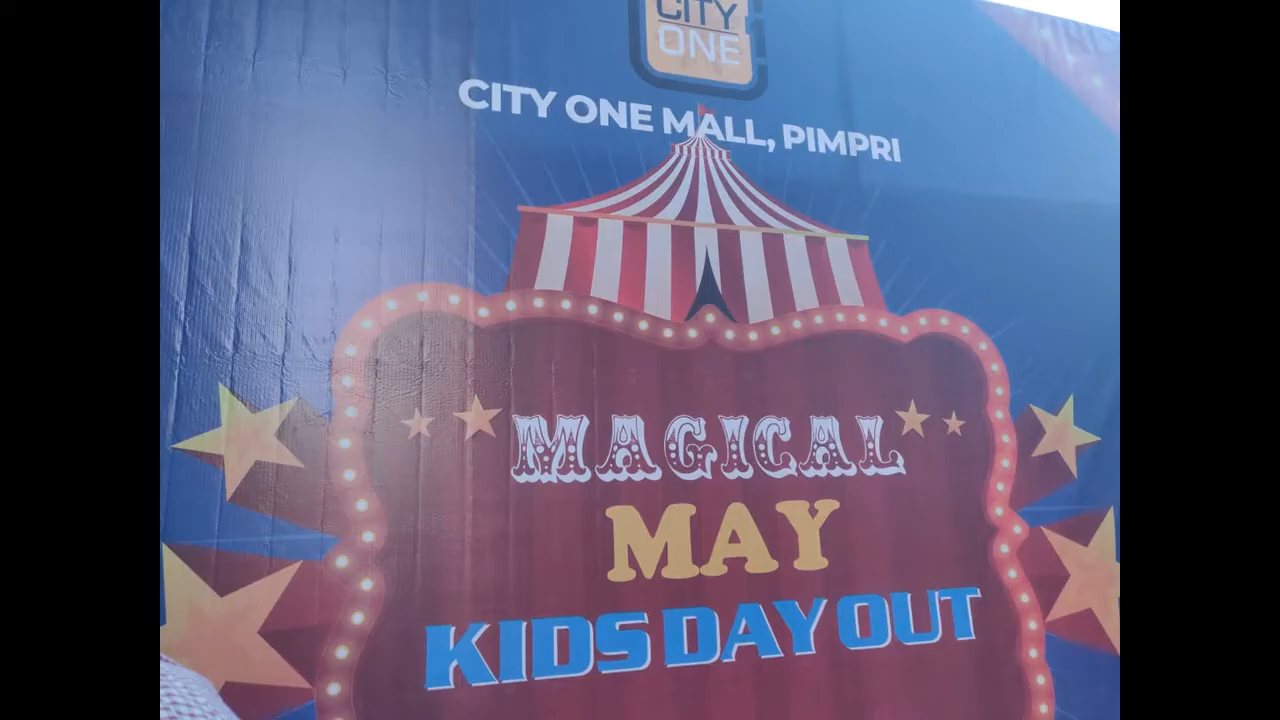 CITY
ONE
CITY ONE MALL, PIMPRI
MAGICAL
MAY
KIDS DAY OUT